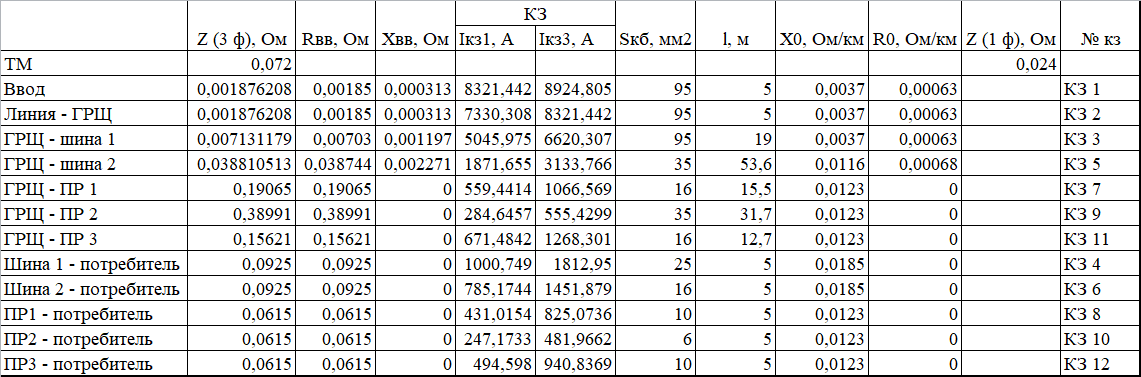 КЗ
Z (3 ф), Ом Rвв, Ом Xвв, Ом Iкз1, А Iкз3, А Sкб, мм2 l, м X0, Ом/км R0, Ом/км Z (1 ф), Ом № кз
ТМ 0,072 0,024
Ввод 0,001876208 0,00185 0,000313 8321,442 8924,805 95 5 0,0037 0,00063 КЗ 1
Линия - ГРЩ 0,001876208 0,00185 0,000313 7330,308 8321,442 95 5 0,0037 0,00063 КЗ 2
ГРЩ - шина 1 0,007131179 0,00703 0,001197 5045,975 6620,307 95 19 0,0037 0,00063 КЗ 3
ГРЩ - шина 2 0,038810513 0,038744 0,002271 1871,655 3133,766 35 53,6 0,0116 0,00068 КЗ 5
ГРЩ - ПР 1 0,19065 0,19065 0 559,4414 1066,569 16 15,5 0,0123 0 КЗ 7
ГРЩ - ПР 2 0,38991 0,38991 0 284,6457 555,4299 35 31,7 0,0123 0 КЗ 9
ГРЩ - ПР 3 0,15621 0,15621 0 671,4842 1268,301 16 12,7 0,0123 0 КЗ 11
Шина 1 - потребитель 0,0925 0,0925 0 1000,749 1812,95 25 5 0,0185 0 КЗ 4
Шина 2 - потребитель 0,0925 0,0925 0 785,1744 1451,879 16 5 0,0185 0 КЗ 6
ПР1 - потребитель 0,0615 0,0615 0 431,0154 825,0736 10 5 0,0123 0 КЗ 8
ПР2 - потребитель 0,0615 0,0615 0 247,1733 481,9662 6 5 0,0123 0 КЗ 10
ПР3 - потребитель 0,0615 0,0615 0 494,598 940,8369 10 5 0,0123 0 КЗ 12